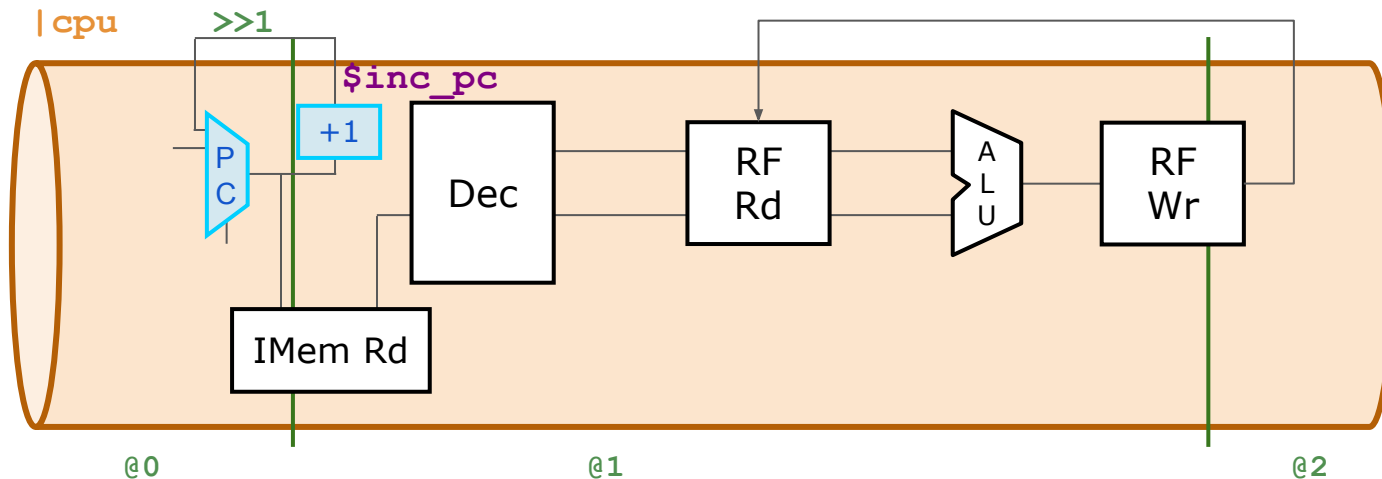 |cpu
>>1
$inc_pc
+1
P
C
Dec
RF
Rd
A
L
U
RF
Wr
IMem Rd
@0
@1
@2